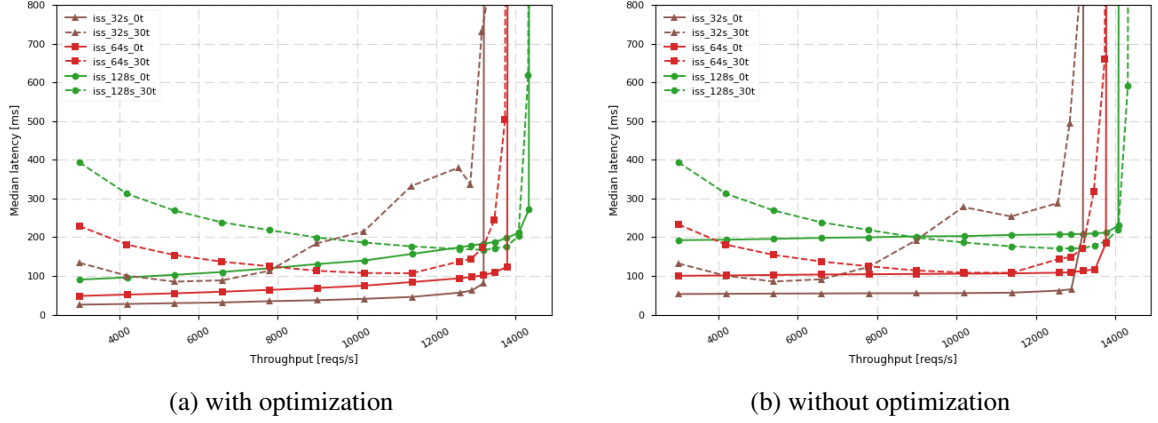 800
700
600
500
400
300
200
100
0
Median latency [ms]
iss_32s_0t
iss_32s_30t
iss_64s_0t
iss_64s_30t
iss_128s_0t
iss_128s_30t
4000
6000
8000
10000
12000
14000
Throughput [reqs/s]
(a) with optimization
800
700
600
500
400
300
200
100
0
Median latency [ms]
iss_32s_0t
iss_32s_30t
iss_64s_0t
iss_64s_30t
iss_128s_0t
iss_128s_30t
4000
6000
8000
10000
12000
14000
Throughput [reqs/s]
(b) without optimization